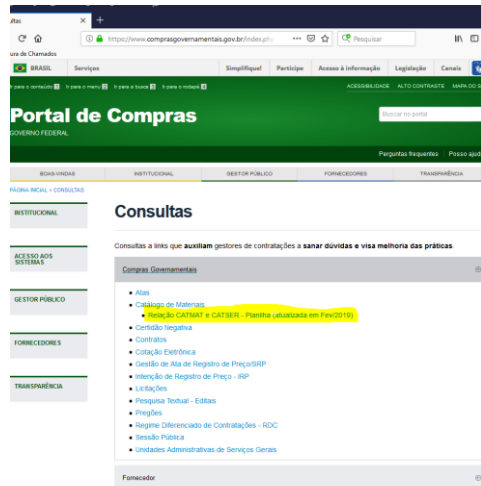 ultas
https://www.comprasgovernamentais.gov.br/index.ph
Pesquisar
ura de Chamados
BRASIL Serviços Simplifique! Participe Acesso à informação Legislação Canais
Ir para o conteúdo 1 Ir para o menu 2 Ir para a busca 3 Ir para o rodapé 4 ACESSIBILIDADE ALTO CONTRASTE MAPA DO S
Portal de Compras
Buscar no portal
GOVERNO FEDERAL
Perguntas frequentes Posso ajud
BOAS-VINDAS INSTITUCIONAL GESTOR PÚBLICO FORNECEDORES TRANSPARÊNCIA
PÁGINA INICIAL > CONSULTAS
INSTITUCIONAL
ACESSO AOS
SISTEMAS
GESTOR PÚBLICO
FORNECEDORES
TRANSPARÊNCIA
Consultas
Consultas a links que auxiliam gestores de contratações a sanar dúvidas e visa melhoria das práticas.
Compras Governamentais
Atas
Catálogo de Materiais
Relação CATMAT e CATSER - Planilha (atualizada em Fev/2019)
Certidão Negativa
Contratos
Cotação Eletrônica
Gestão de Ata de Registro de Preço/SRP
Intenção de Registro de Preço - IRP
Licitações
Pesquisa Textual - Editais
Pregões
Regime Diferenciado de Contratações - RDC
Sessão Pública
Unidades Administrativas de Serviços Gerais
Fornecedor